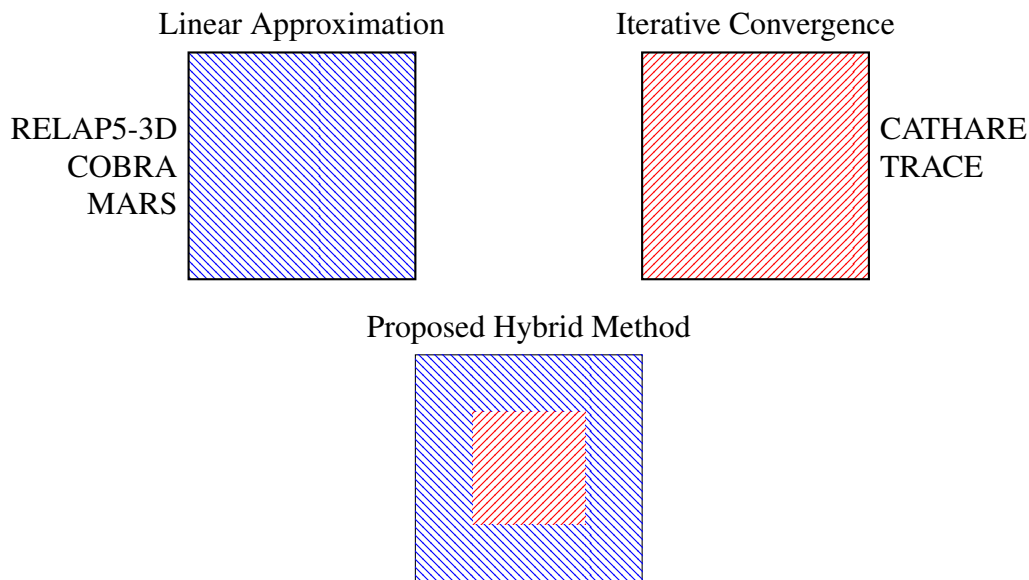 Linear Approximation
Iterative Convergence
RELAP5-3D
COBRA
MARS
CATHARE
TRACE
Proposed Hybrid Method